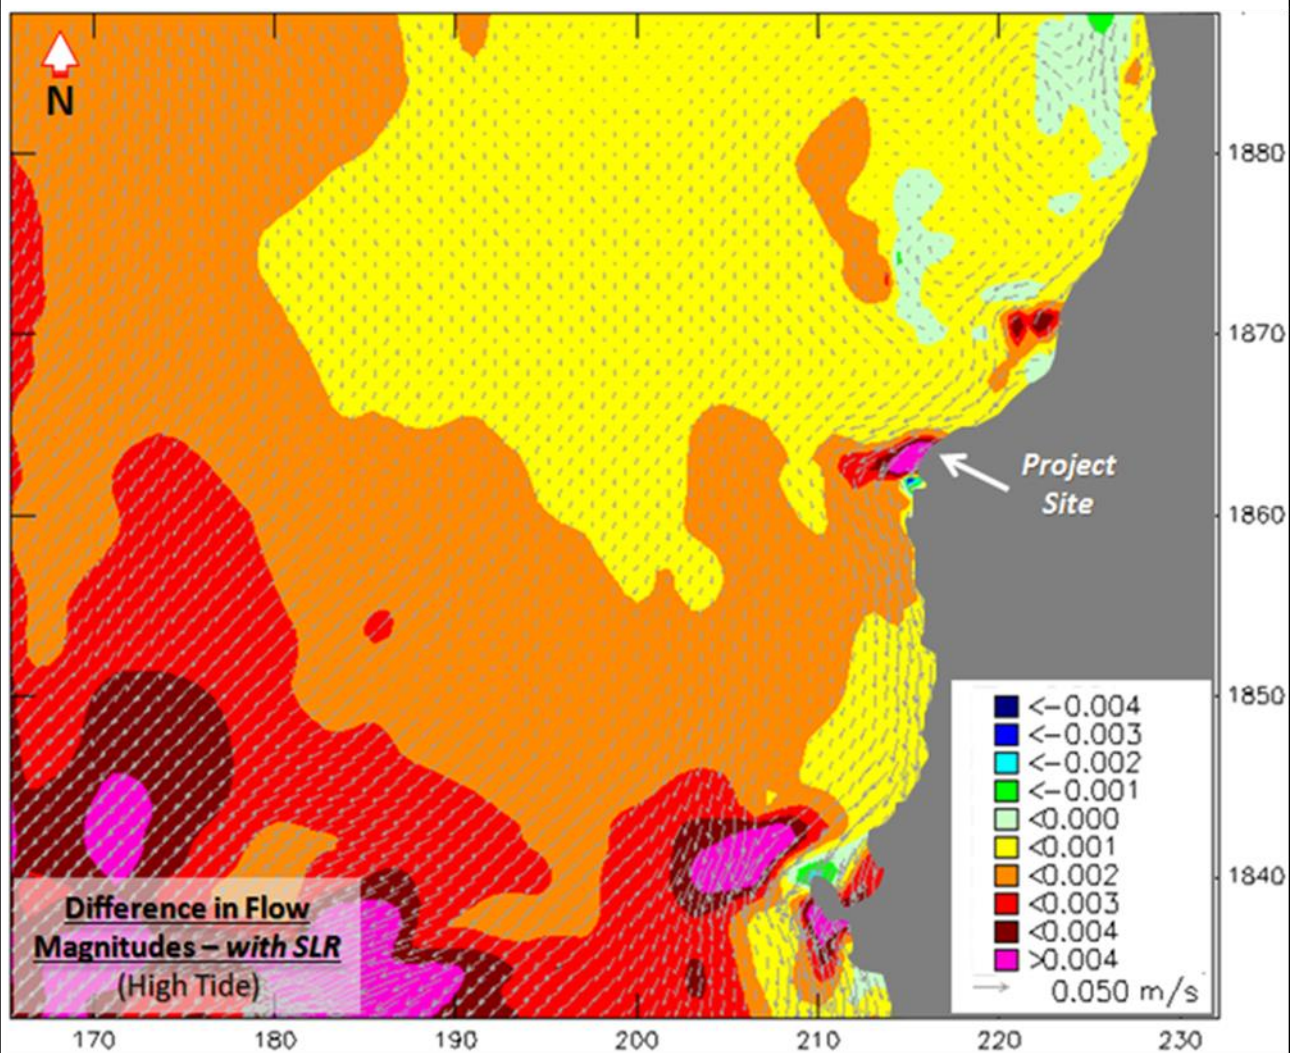 N
1880
1870
Project
Site
1860
1850
<-0.004
<-0.003
<-0.002
<-0.001
<0.000
<0.001
<0.002
<0.003
<0.004
>0.004
0.050 m/s
1840
Difference in Flow
Magnitudes – with SLR
(High Tide)
170 180 190 200 210 220 230